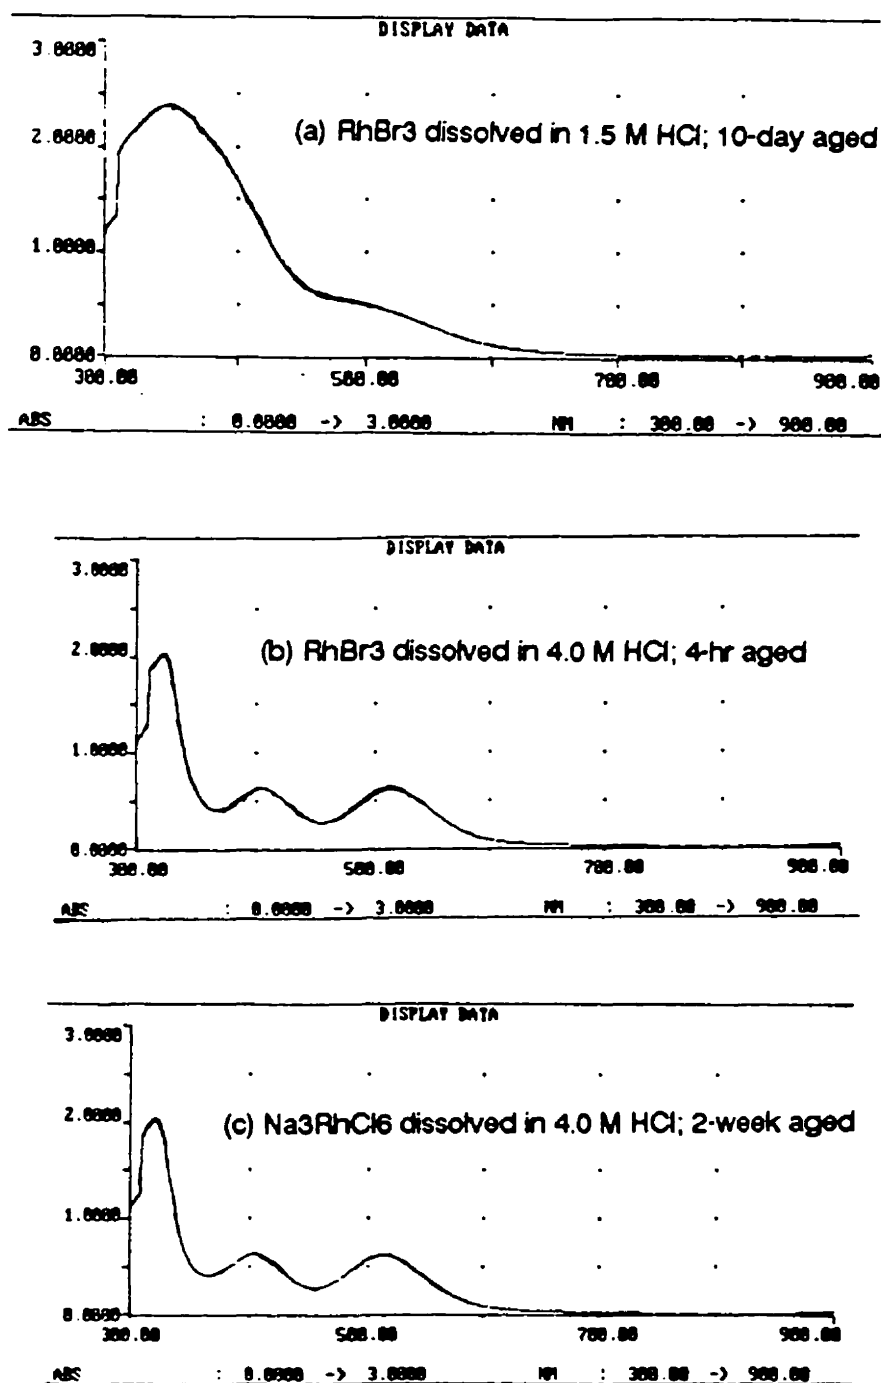 DISPLAY DATA
3.0000
(a) RhBr3 dissolved in 1.5 M HCl; 10-day aged
2.0000
1.0000
0.0000
300.00 500.00 700.00 900.00
ABS : 0.0000 -> 3.0000 NM : 300.00 -> 900.00
DISPLAY DATA
3.0000
(b) RhBr3 dissolved in 4.0 M HCl; 4-hr aged
2.0000
1.0000
0.0000
300.00 500.00 700.00 900.00
ABS : 0.0000 -> 3.0000 NM : 300.00 -> 900.00
DISPLAY DATA
3.0000
(c) Na3RhCl6 dissolved in 4.0 M HCl; 2-week aged
2.0000
1.0000
0.0000
300.00 500.00 700.00 900.00
ABS : 0.0000 -> 3.0000 NM : 300.00 -> 900.00